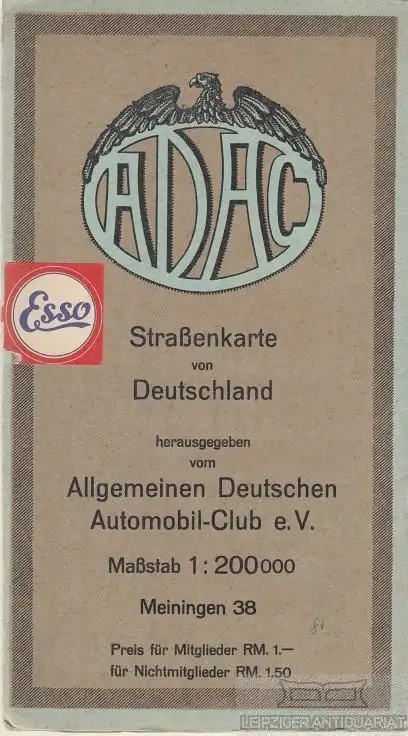 ADAC
Esso
Straßenkarte
von
Deutschland
herausgegeben
vom
Allgemeinen Deutschen
Automobil-Club e.V.
Maßstab 1:200000
Meiningen 38
Preis für Mitglieder RM. 1.—
für Nichtmitglieder RM. 1.50
LEIPZIGER ANTIQUARIAT